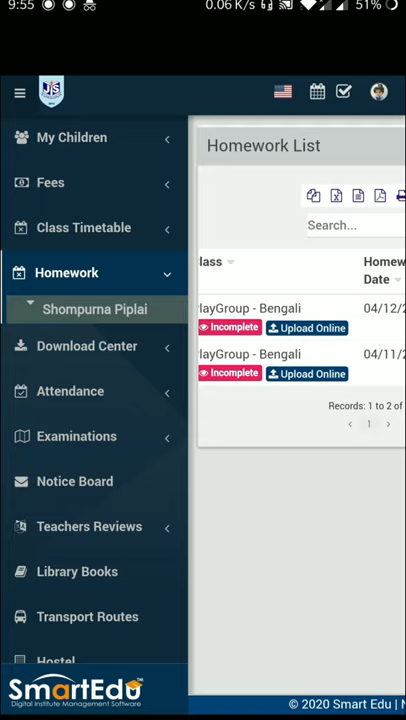 9:55 0.06 K/s 51%
JIS
My Children
Fees
Class Timetable
Homework
Shompurna Piplai
Download Center
Attendance
Examinations
Notice Board
Teachers Reviews
Library Books
Transport Routes
Hostel
SmartEdu
Digital Institute Management Software
Homework List
Search...
lass Homew
Date
layGroup - Bengali 04/12/2
Incomplete Upload Online
layGroup - Bengali 04/11/2
Incomplete Upload Online
Records: 1 to 2 of
< 1 >
© 2020 Smart Edu | N